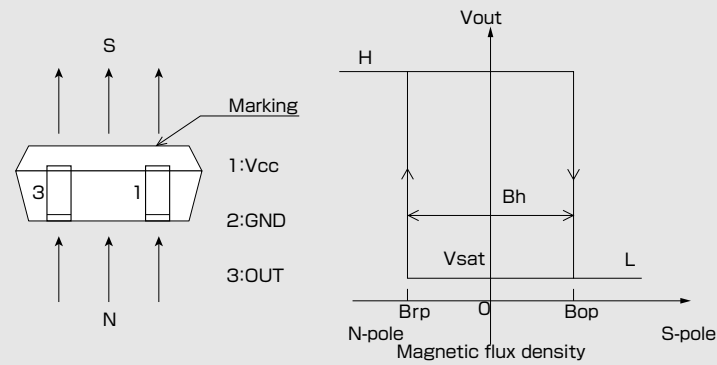 S
Marking
3
1
1:Vcc
2:GND
3:OUT
N
Vout
H
Bh
Vsat
L
Brp
O
Bop
N-pole
S-pole
Magnetic flux density